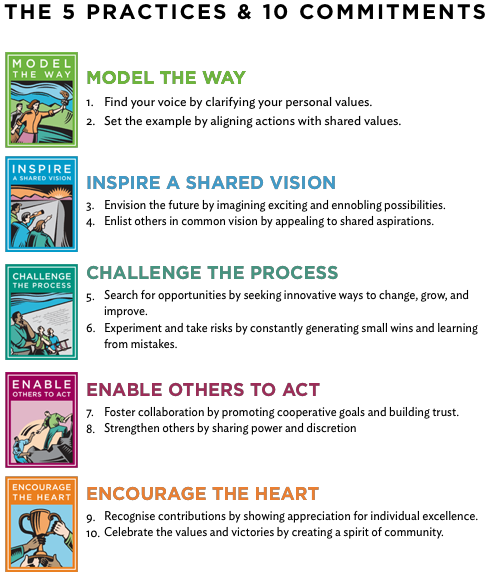 THE 5 PRACTICES & 10 COMMITMENTS
MODEL
THE WAY
MODEL THE WAY
1. Find your voice by clarifying your personal values.
2. Set the example by aligning actions with shared values.
INSPIRE
A SHARED VISION
INSPIRE A SHARED VISION
3. Envision the future by imagining exciting and ennobling possibilities.
4. Enlist others in common vision by appealing to shared aspirations.
CHALLENGE
THE PROCESS
CHALLENGE THE PROCESS
5. Search for opportunities by seeking innovative ways to change, grow, and
improve.
6. Experiment and take risks by constantly generating small wins and learning
from mistakes.
ENABLE
OTHERS TO ACT
ENABLE OTHERS TO ACT
7. Foster collaboration by promoting cooperative goals and building trust.
8. Strengthen others by sharing power and discretion
ENCOURAGE
THE HEART
ENCOURAGE THE HEART
9. Recognise contributions by showing appreciation for individual excellence.
10. Celebrate the values and victories by creating a spirit of community.